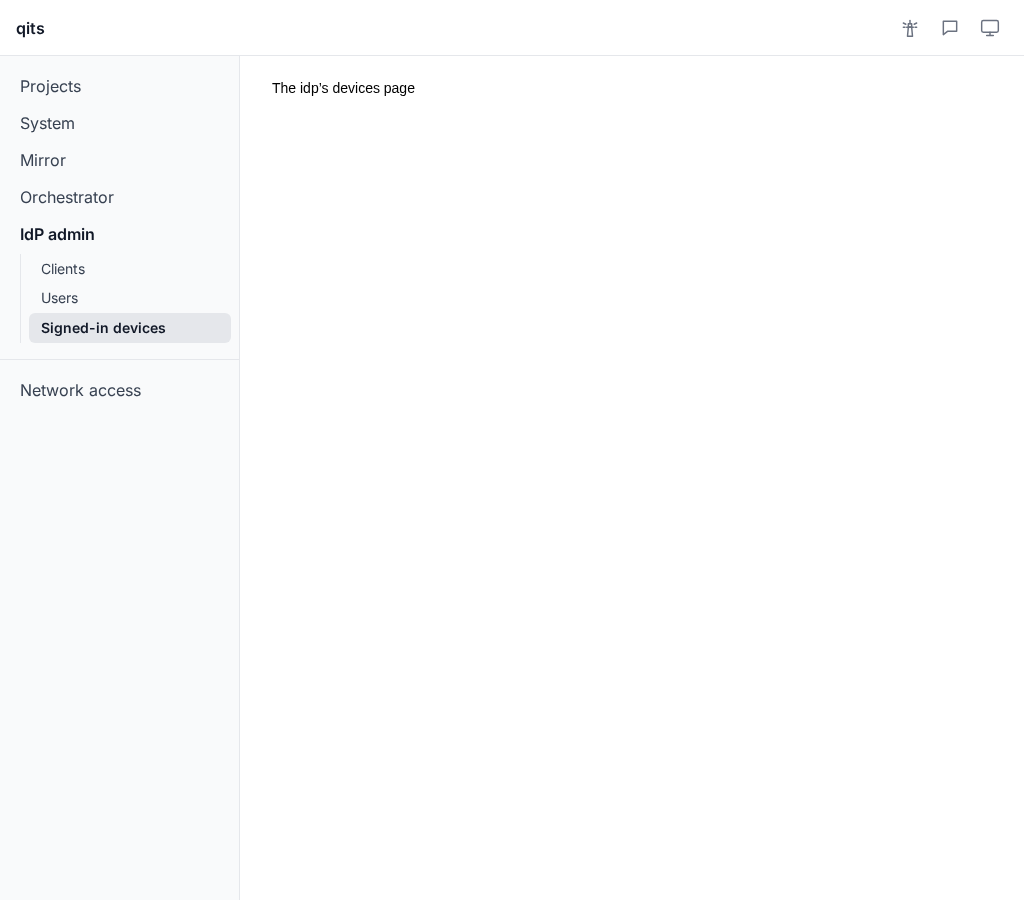 qits
Projects
System
Mirror
Orchestrator
IdP admin
Clients
Users
Signed-in devices
Network access
The idp's devices page